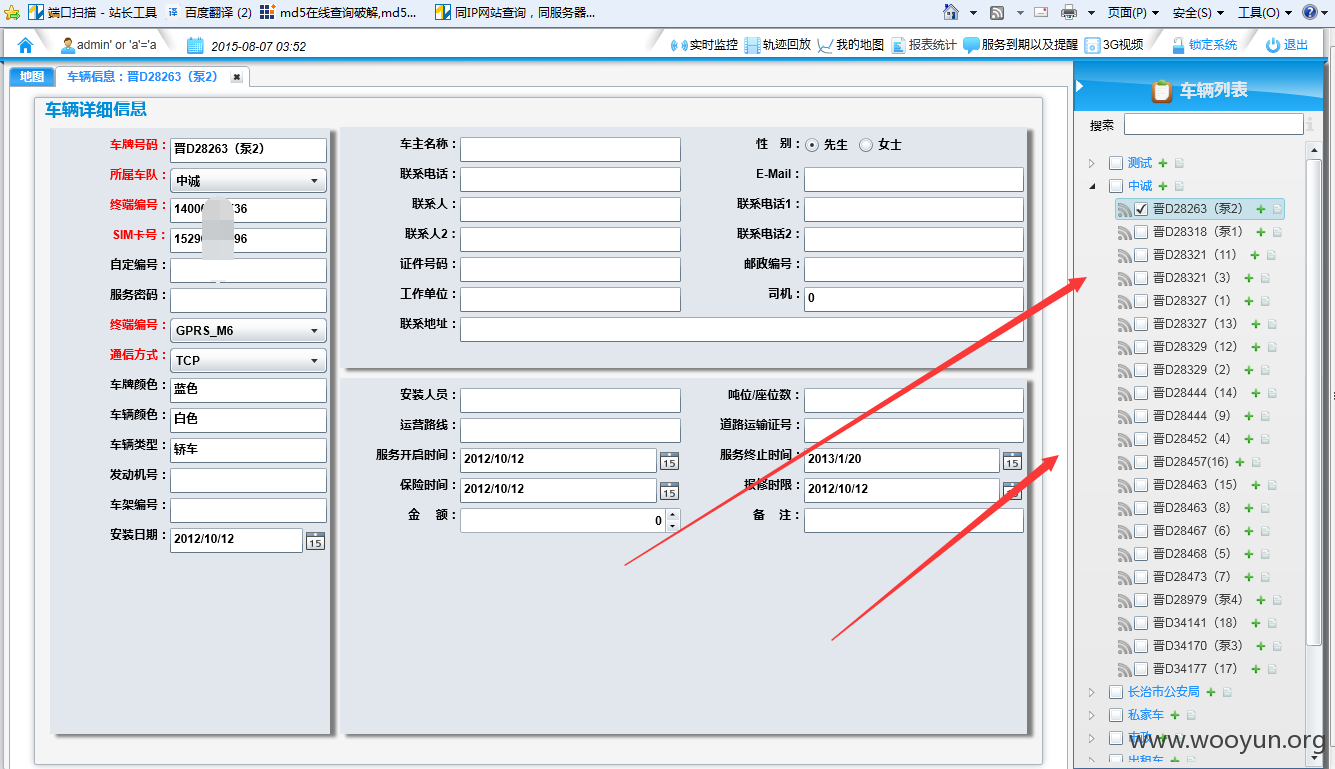 端口扫描 - 站长工具 译 百度翻译 (2) md5在线查询破解,md5... 同IP网站查询，同服务器... 页面(P) 安全(S) 工具(O)
admin' or 'a'='a 2015-08-07 03:52 实时监控 轨迹回放 我的地图 报表统计 服务到期以及提醒 3G视频 锁定系统 退出
地图 车辆信息：晋D28263（泵2）
车辆详细信息
车牌号码： 晋D28263（泵2）
所属车队： 中诚
终端编号： 1400 36
SIM卡号： 1529 96
自定编号：
服务密码：
终端编号： GPRS_M6
通信方式： TCP
车牌颜色： 蓝色
车辆颜色： 白色
车辆类型： 轿车
发动机号：
车架编号：
安装日期： 2012/10/12 15
车主名称： 性 别： 先生 女士
联系电话： E-Mail：
联系人： 联系电话1：
联系人2： 联系电话2：
证件号码： 邮政编号：
工作单位： 司机： 0
联系地址：
安装人员： 吨位/座位数：
运营路线： 道路运输证号：
服务开启时间： 2012/10/12 15 服务终止时间： 2013/1/20 15
保险时间： 2012/10/12 15 报修时限： 2012/10/12
金 额： 0 备 注：
车辆列表
搜索
测试
中诚
晋D28263（泵2）
晋D28318（泵1）
晋D28321（11）
晋D28321（3）
晋D28327（1）
晋D28327（13）
晋D28329（12）
晋D28329（2）
晋D28444（14）
晋D28444（9）
晋D28452（4）
晋D28457(16)
晋D28463（15）
晋D28463（8）
晋D28467（6）
晋D28468（5）
晋D28473（7）
晋D28979（泵4）
晋D34141（18）
晋D34170（泵3）
晋D34177（17）
长治市公安局
私家车
市政
出租车
www.wooyun.org